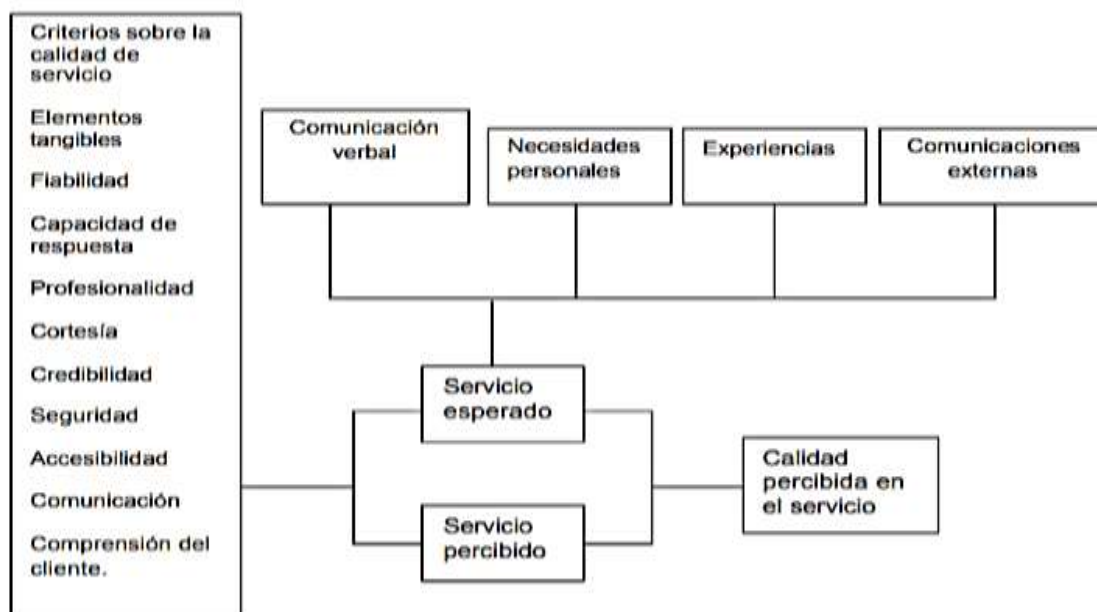 Criterios sobre la
calidad de
servicio
Elementos
tangibles
Fiabilidad
Capacidad de
respuesta
Profesionalidad
Cortesía
Credibilidad
Seguridad
Accesibilidad
Comunicación
Comprensión del
cliente.
Comunicación
verbal
Necesidades
personales
Experiencias
Comunicaciones
externas
Servicio
esperado
Servicio
percibido
Calidad
percibida en
el servicio